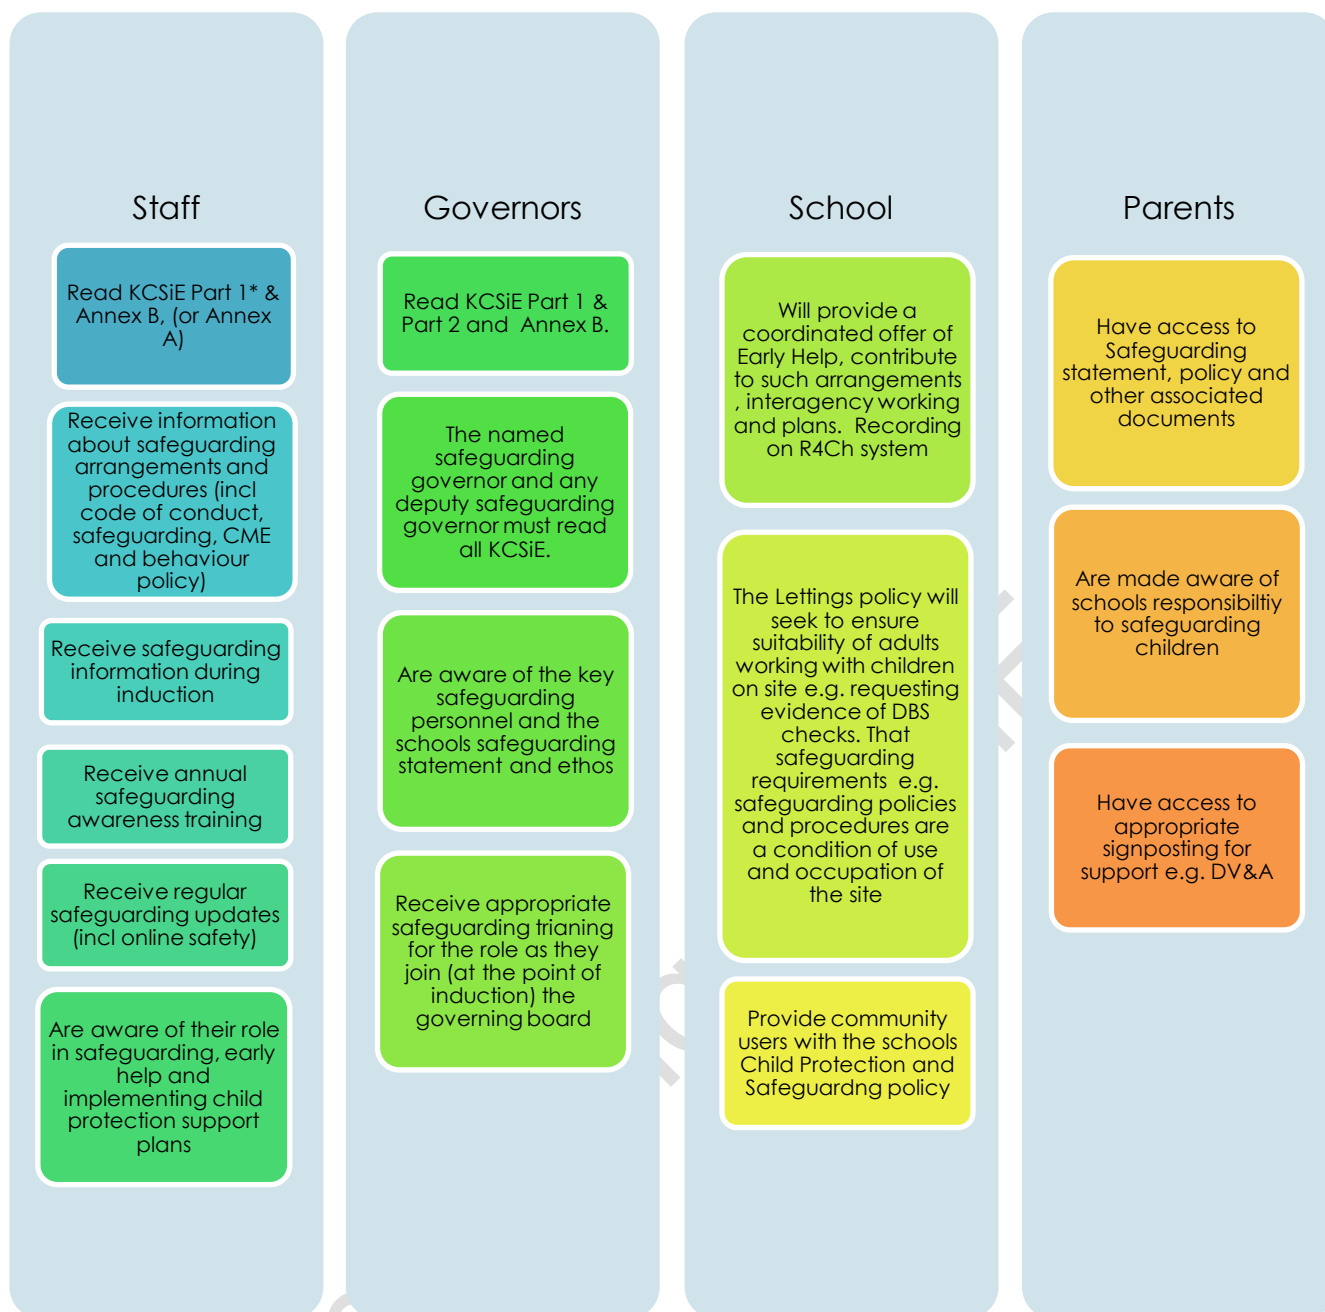 Staff
Read KCSiE Part 1* &
Annex B, (or Annex
A)
Receive information
about safeguarding
arrangements and
procedures (incl
code of conduct,
safeguarding, CME
and behaviour
policy)
Receive safeguarding
information during
induction
Receive annual
safeguarding
awareness training
Receive regular
safeguarding updates
(incl online safety)
Are aware of their role
in safeguarding, early
help and
implementing child
protection support
plans
Governors
Read KCSiE Part 1 &
Part 2 and Annex B.
The named
safeguarding
governor and any
deputy safeguarding
governor must read
all KCSiE.
Are aware of the key
safeguarding
personnel and the
schools safeguarding
statement and ethos
Receive appropriate
safeguarding trianing
for the role as they
join (at the point of
induction) the
governing board
School
Will provide a
coordinated offer of
Early Help, contribute
to such arrangements
, interagency working
and plans. Recording
on R4Ch system
The Lettings policy will
seek to ensure
suitability of adults
working with children
on site e.g. requesting
evidence of DBS
checks. That
safeguarding
requirements e.g.
safeguarding policies
and procedures are
a condition of use
and occupation of
the site
Provide community
users with the schools
Child Protection and
Safeguardng policy
Parents
Have access to
Safeguarding
statement, policy and
other associated
documents
Are made aware of
schools responsibiltiy
to safeguarding
children
Have access to
appropriate
signposting for
support e.g. DV&A